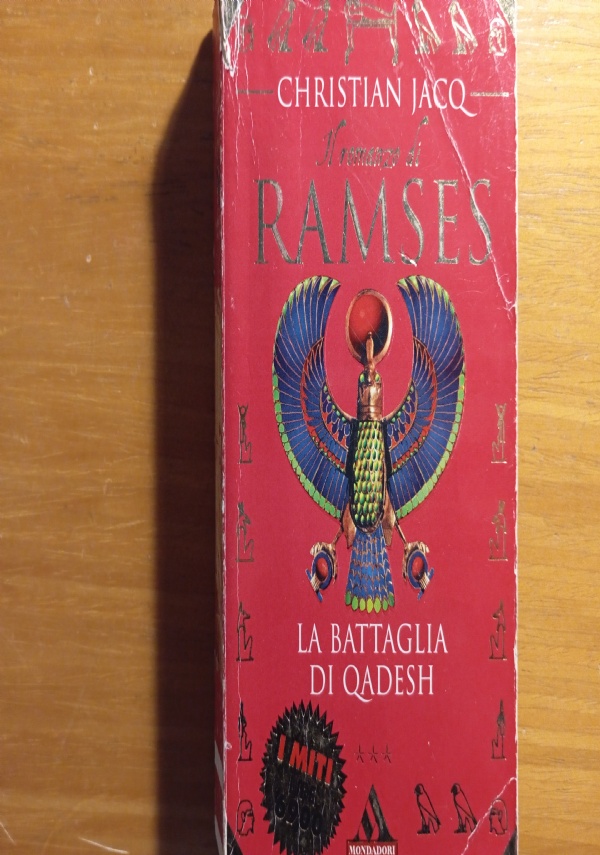 CHRISTIAN JACQ
Il romanzo di
RAMSES
LA BATTAGLIA
DI QADESH
***
I MITI
MONDADORI